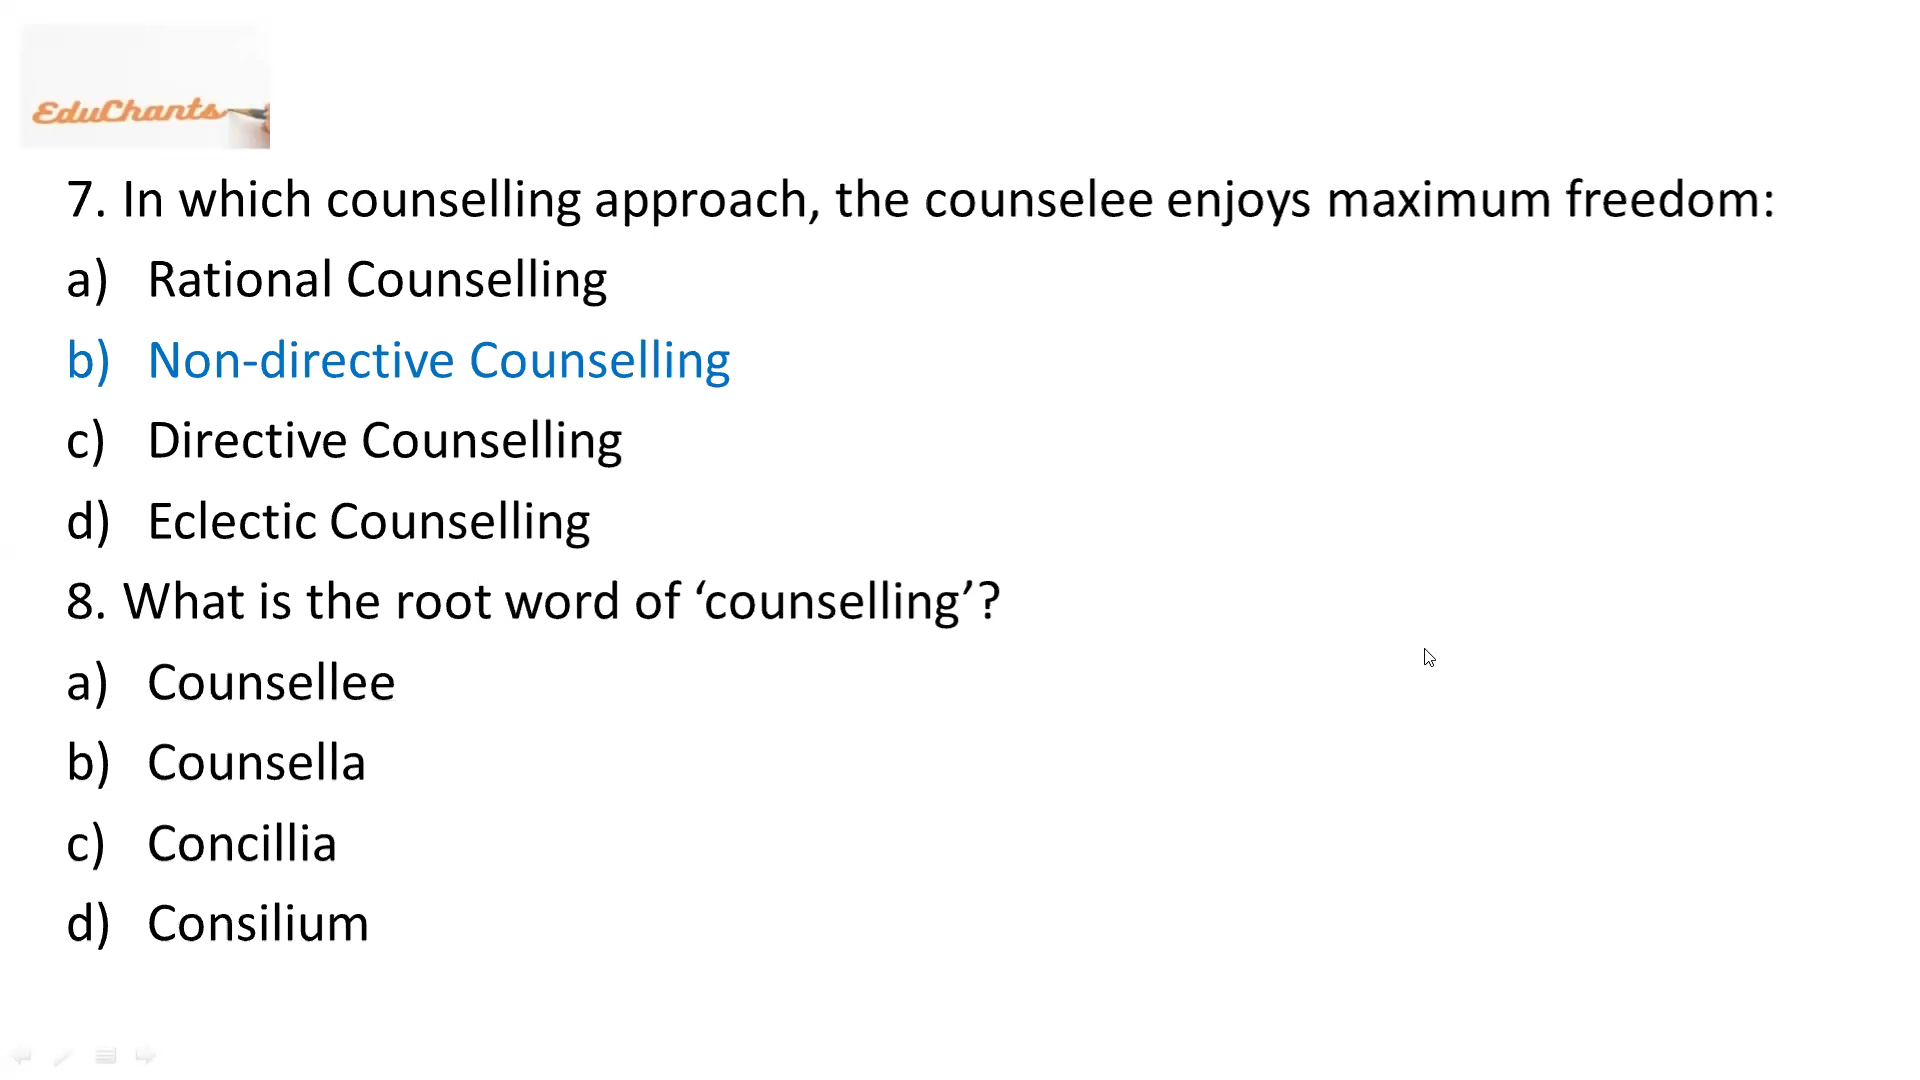 EduChants
7. In which counselling approach, the counselee enjoys maximum freedom:
a) Rational Counselling
b) Non-directive Counselling
c) Directive Counselling
d) Eclectic Counselling
8. What is the root word of ‘counselling’?
a) Counsellee
b) Counsella
c) Concillia
d) Consilium